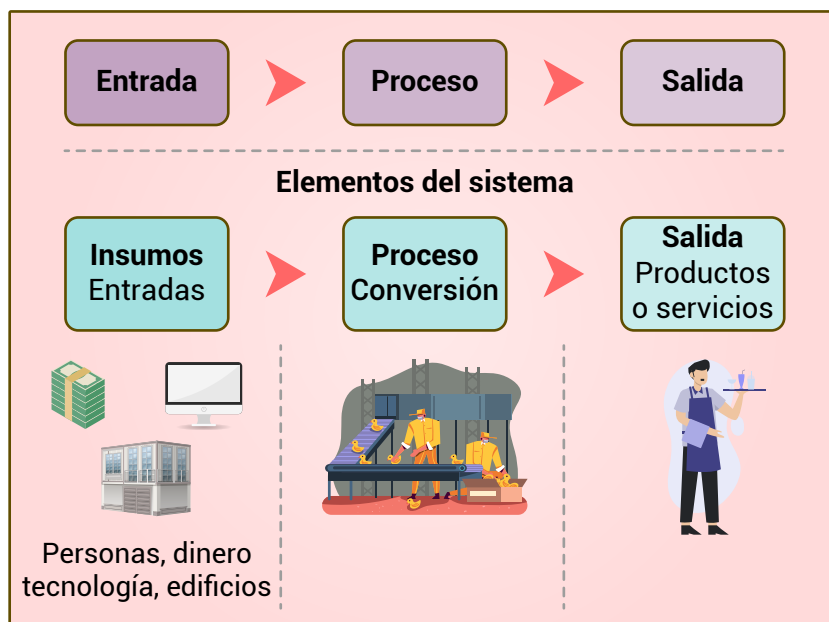 Entrada
Proceso
Salida
Elementos del sistema
Insumos
Entradas
Proceso
Conversión
Salida
Productos
o servicios
Personas, dinero
tecnología, edificios